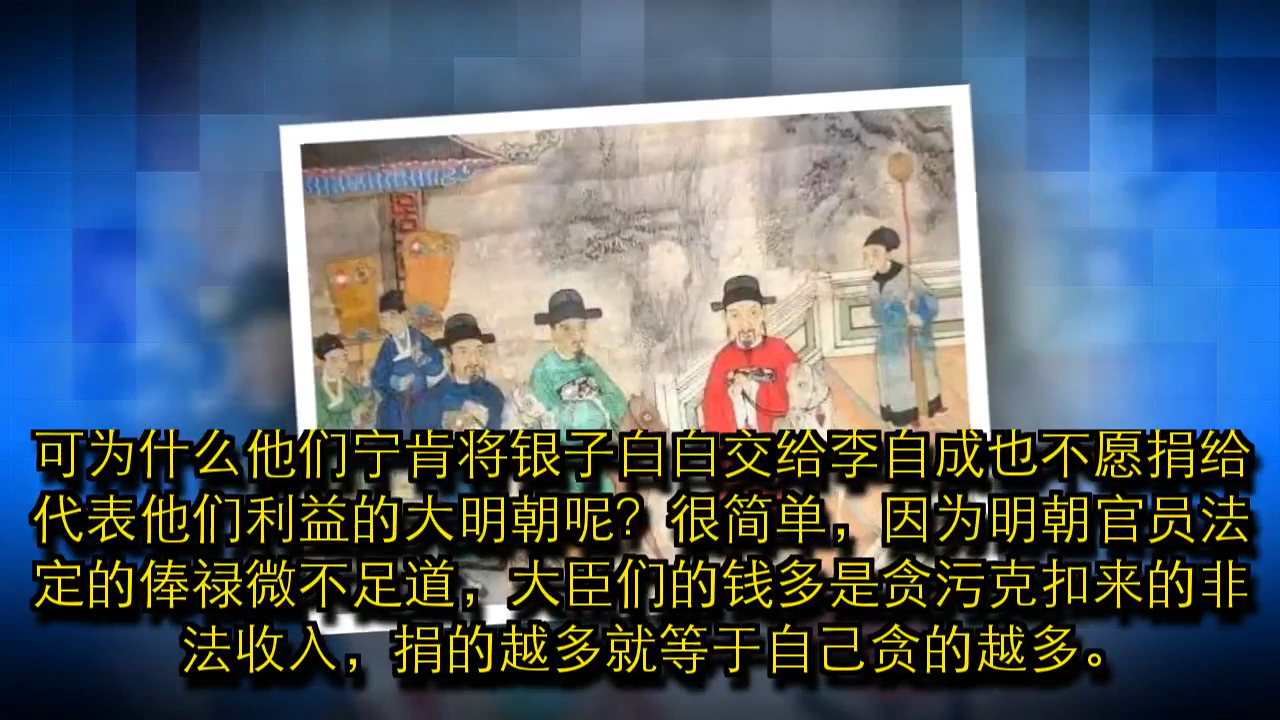 可为什么他们宁肯将银子白白交给李自成也不愿捐给
代表他们利益的大明朝呢？很简单，因为明朝官员法
定的俸禄微不足道，大臣们的钱多是贪污克扣来的非
法收入，捐的越多就等于自己贪的越多。